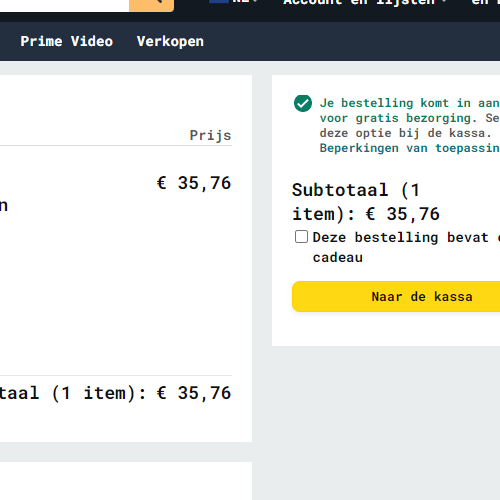 Account en lijsten
Prime Video Verkopen
Prijs
€ 35,76
n
taal (1 item): € 35,76
Je bestelling komt in aan
voor gratis bezorging. Se
deze optie bij de kassa.
Beperkingen van toepassin
Subtotaal (1
item): € 35,76
Deze bestelling bevat
cadeau
Naar de kassa